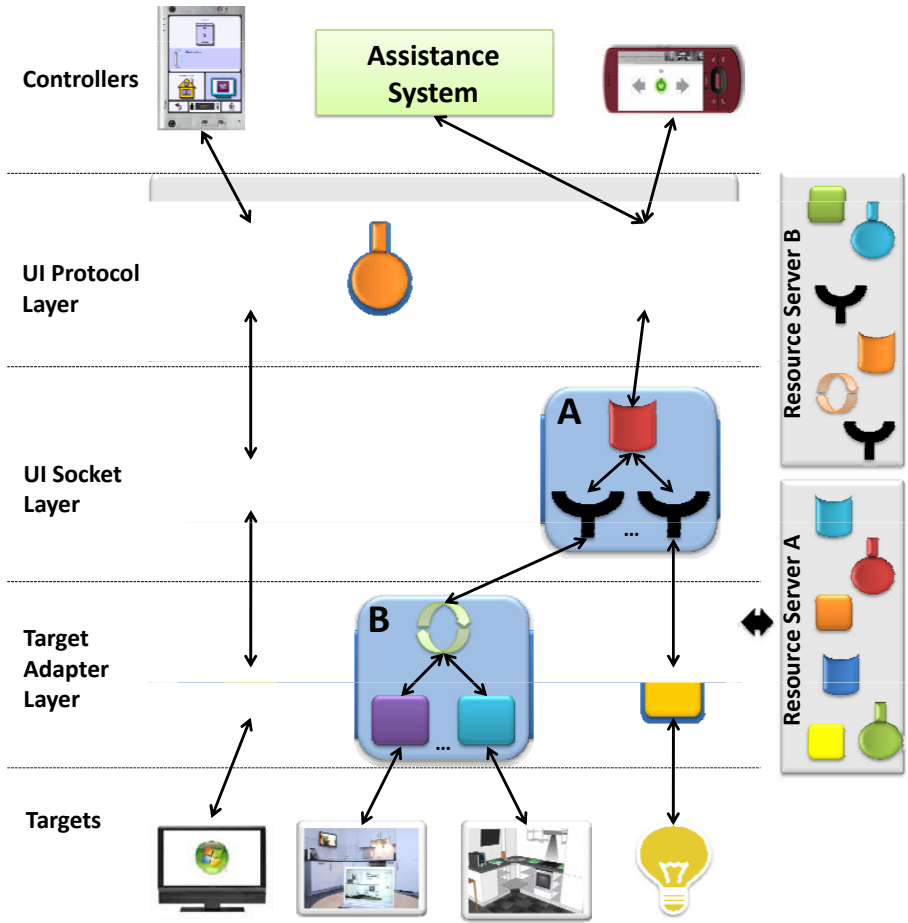 Controllers
Assistance
System
UI Protocol
Layer
Resource Server B
A
UI Socket
Layer
...
Resource Server A
Target
Adapter
Layer
B
...
Targets